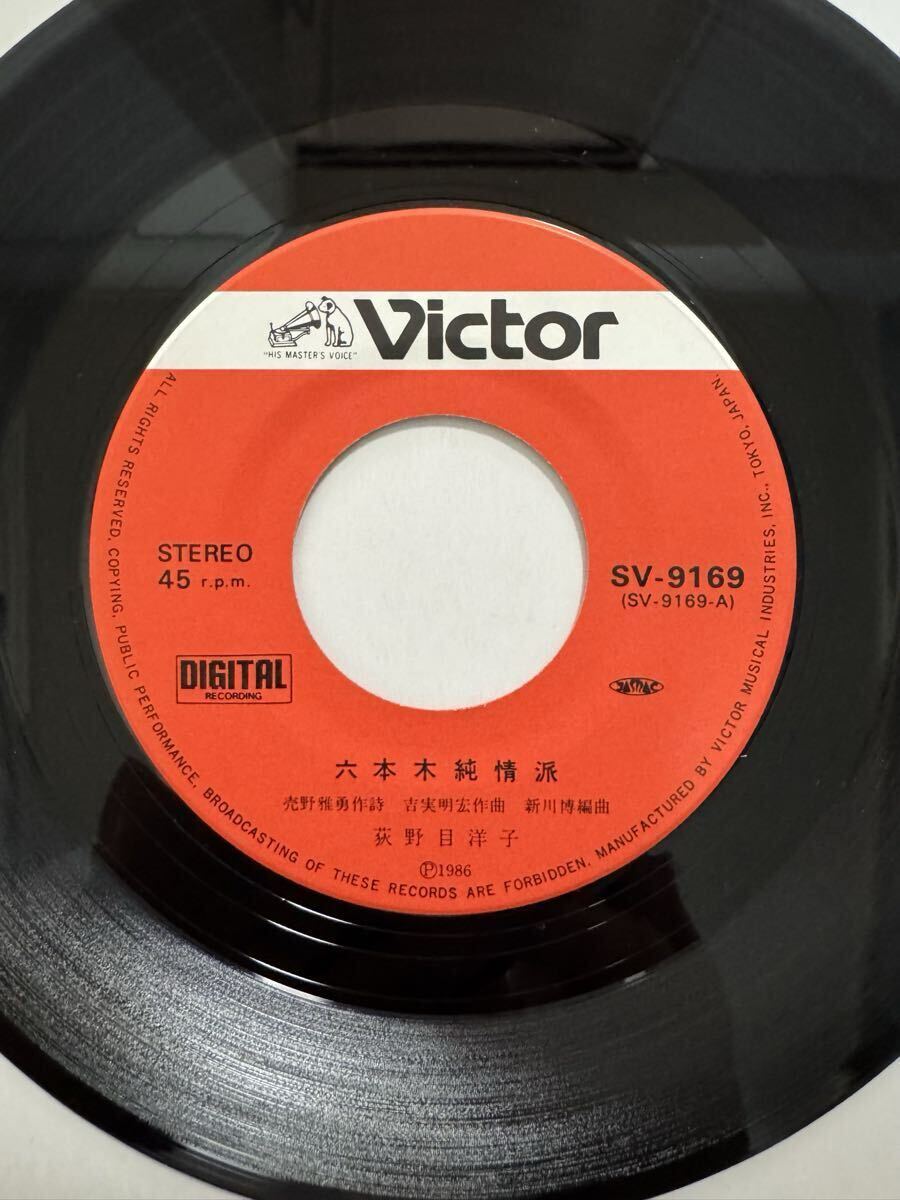 Victor
"HIS MASTER'S VOICE"
STEREO
45 r.p.m.
SV-9169
(SV-9169-A)
DIGITAL
RECORDING
JASRAC
六本木純情派
売野雅勇作詩 吉実明宏作曲 新川博編曲
荻野目洋子
Ⓟ1986
ALL RIGHTS RESERVED, COPYING, PUBLIC PERFORMANCE, BROADCASTING OF THESE RECORDS ARE FORBIDDEN. MANUFACTURED BY VICTOR MUSICAL INDUSTRIES, INC., TOKYO, JAPAN.